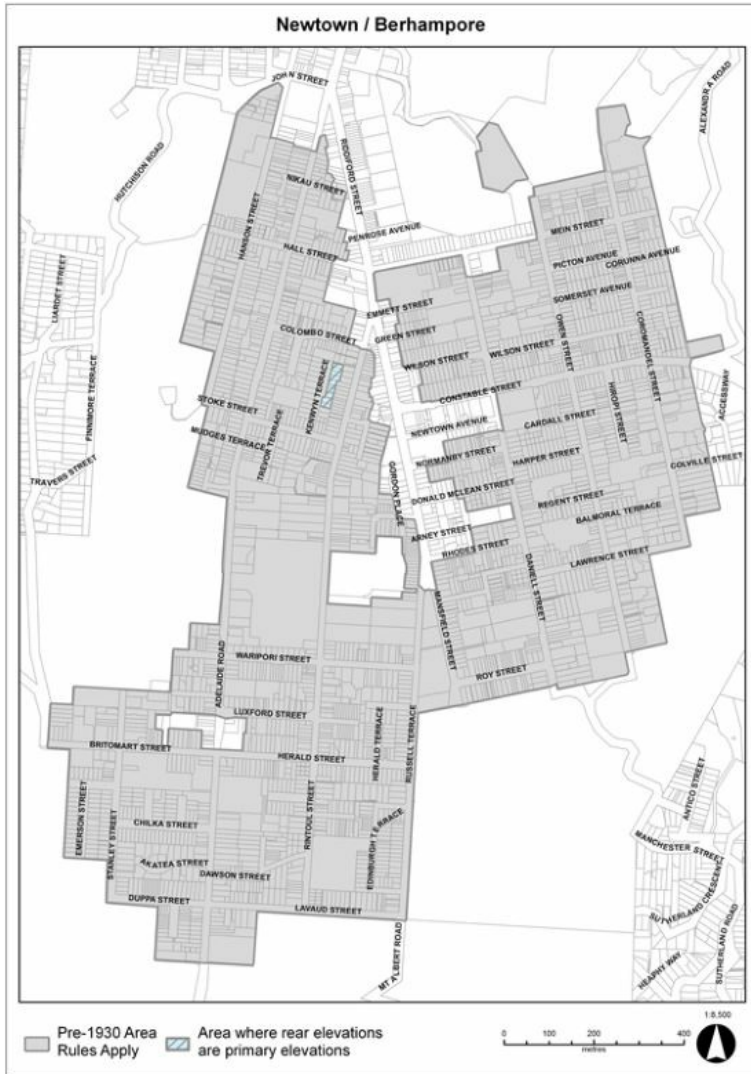 Newtown / Berhampore
JOHN STREET
ALEXANDRA ROAD
HUTCHISON ROAD
RIDDIFORD STREET
NIKAU STREET
HANSON STREET
PENROSE AVENUE
MEIN STREET
HALL STREET
PICTON AVENUE
CORUNNA AVENUE
LIARDET STREET
EMMETT STREET
SOMERSET AVENUE
COLOMBO STREET
GREEN STREET
OWEN STREET
COROMANDEL STREET
WILSON STREET
WILSON STREET
FINNIMORE TERRACE
KENWYN TERRACE
CONSTABLE STREET
HIROPI STREET
ACCESSWAY
STOKE STREET
TREVOR TERRACE
NEWTOWN AVENUE
CARDALL STREET
MUDGES TERRACE
NORMANBY STREET
HARPER STREET
COLVILLE STREET
TRAVERS STREET
GORDON PLACE
DONALD MCLEAN STREET
REGENT STREET
BALMORAL TERRACE
ARNEY STREET
RHODES STREET
LAWRENCE STREET
DANIELL STREET
MANSFIELD STREET
ADELAIDE ROAD
WARIPORI STREET
ROY STREET
LUXFORD STREET
HERALD TERRACE
RUSSELL TERRACE
BRITOMART STREET
HERALD STREET
ANTICO STREET
EMERSON STREET
STANLEY STREET
CHILKA STREET
RINTOUL STREET
EDINBURGH TERRACE
MANCHESTER STREET
AKATEA STREET
DAWSON STREET
SUTHERLAND CRESCENT
DUPPA STREET
LAVAUD STREET
SUTHERLAND ROAD
MT ALBERT ROAD
HEAPHY WAY
Pre-1930 Area
Rules Apply
Area where rear elevations
are primary elevations
1:8,500
0 100 200 400
metres